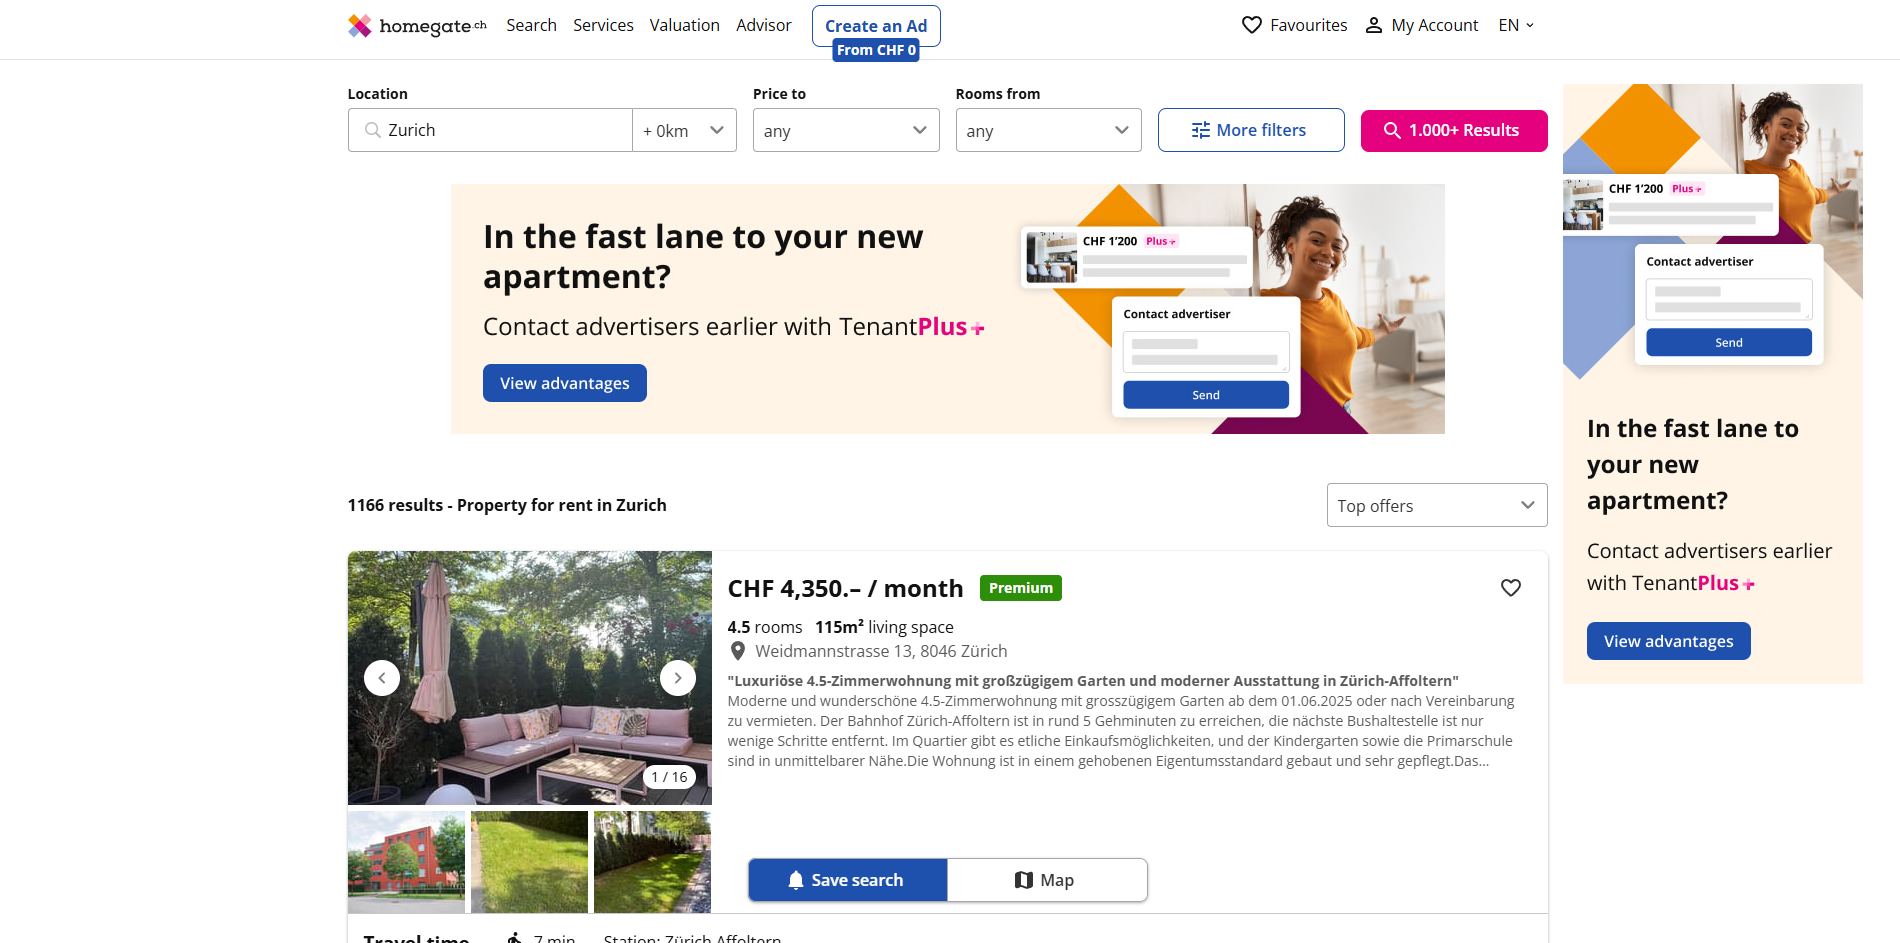 homegate.ch
Search
Services
Valuation
Advisor
Create an Ad
From CHF 0
Favourites
My Account
EN
Location
Zurich
+ 0km
Price to
any
Rooms from
any
More filters
1.000+ Results
In the fast lane to your new
apartment?
Contact advertisers earlier with TenantPlus+
View advantages
CHF 1'200 Plus+
Contact advertiser
Send
CHF 1'200 Plus+
Contact advertiser
Send
In the fast lane to
your new
apartment?
Contact advertisers earlier
with TenantPlus+
View advantages
1166 results - Property for rent in Zurich
Top offers
1 / 16
CHF 4,350.– / month
Premium
4.5 rooms 115m² living space
Weidmannstrasse 13, 8046 Zürich
"Luxuriöse 4.5-Zimmerwohnung mit großzügigem Garten und moderner Ausstattung in Zürich-Affoltern"
Moderne und wunderschöne 4.5-Zimmerwohnung mit grosszügigem Garten ab dem 01.06.2025 oder nach Vereinbarung
zu vermieten. Der Bahnhof Zürich-Affoltern ist in rund 5 Gehminuten zu erreichen, die nächste Bushaltestelle ist nur
wenige Schritte entfernt. Im Quartier gibt es etliche Einkaufsmöglichkeiten, und der Kindergarten sowie die Primarschule
sind in unmittelbarer Nähe.Die Wohnung ist in einem gehobenen Eigentumsstandard gebaut und sehr gepflegt.Das...
Save search
Map
Travel time
7 min
Station: Zürich Affoltern